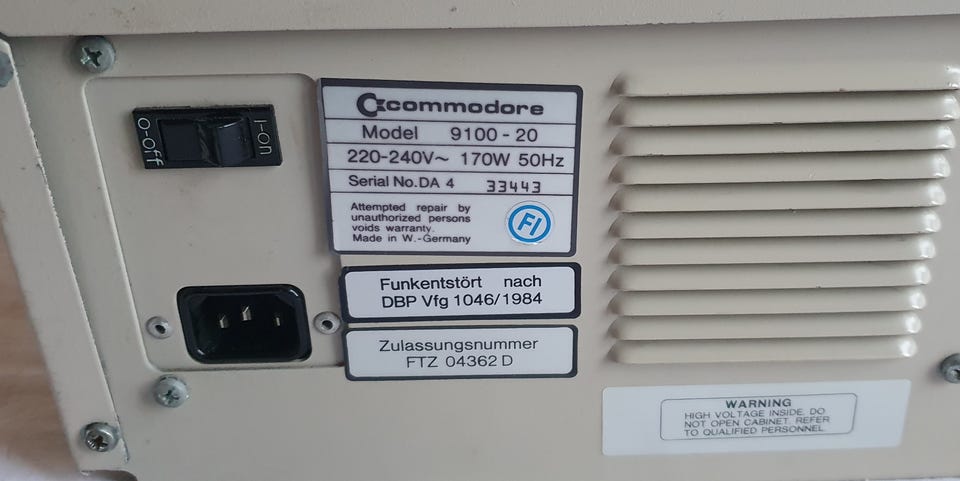 O-Off
I-on
commodore
Model 9100-20
220-240V~ 170W 50Hz
Serial No.DA 4 33443
Attempted repair by
unauthorized persons
voids warranty.
Made in W.-Germany
FI
Funkentstört nach
DBP Vfg 1046/1984
Zulassungsnummer
FTZ 04362 D
WARNING
HIGH VOLTAGE INSIDE. DO
NOT OPEN CABINET. REFER
TO QUALIFIED PERSONNEL